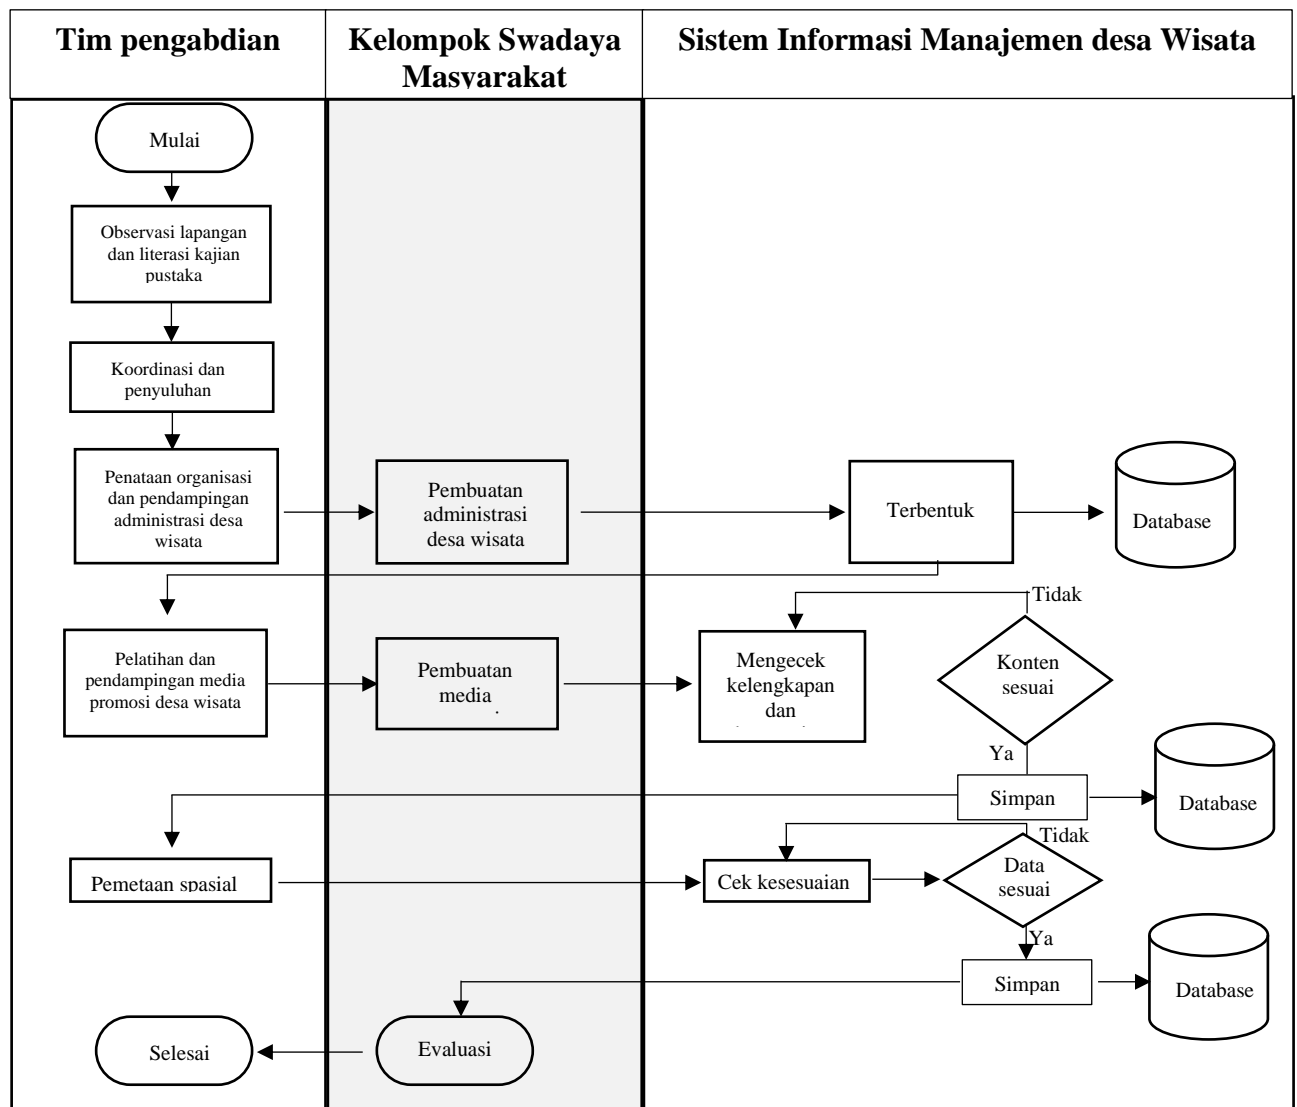 Tim pengabdian
Kelompok Swadaya
Masyarakat
Sistem Informasi Manajemen desa Wisata
Mulai
Observasi lapangan
dan literasi kajian
pustaka
Koordinasi dan
penyuluhan
Penataan organisasi
dan pendampingan
administrasi desa
wisata
Pembuatan
administrasi
desa wisata
Terbentuk
Database
Tidak
Pelatihan dan
pendampingan media
promosi desa wisata
Pembuatan
media
Mengecek
kelengkapan
dan
Konten
sesuai
Ya
Simpan
Database
Tidak
Pemetaan spasial
Cek kesesuaian
Data
sesuai
Ya
Simpan
Database
Selesai
Evaluasi